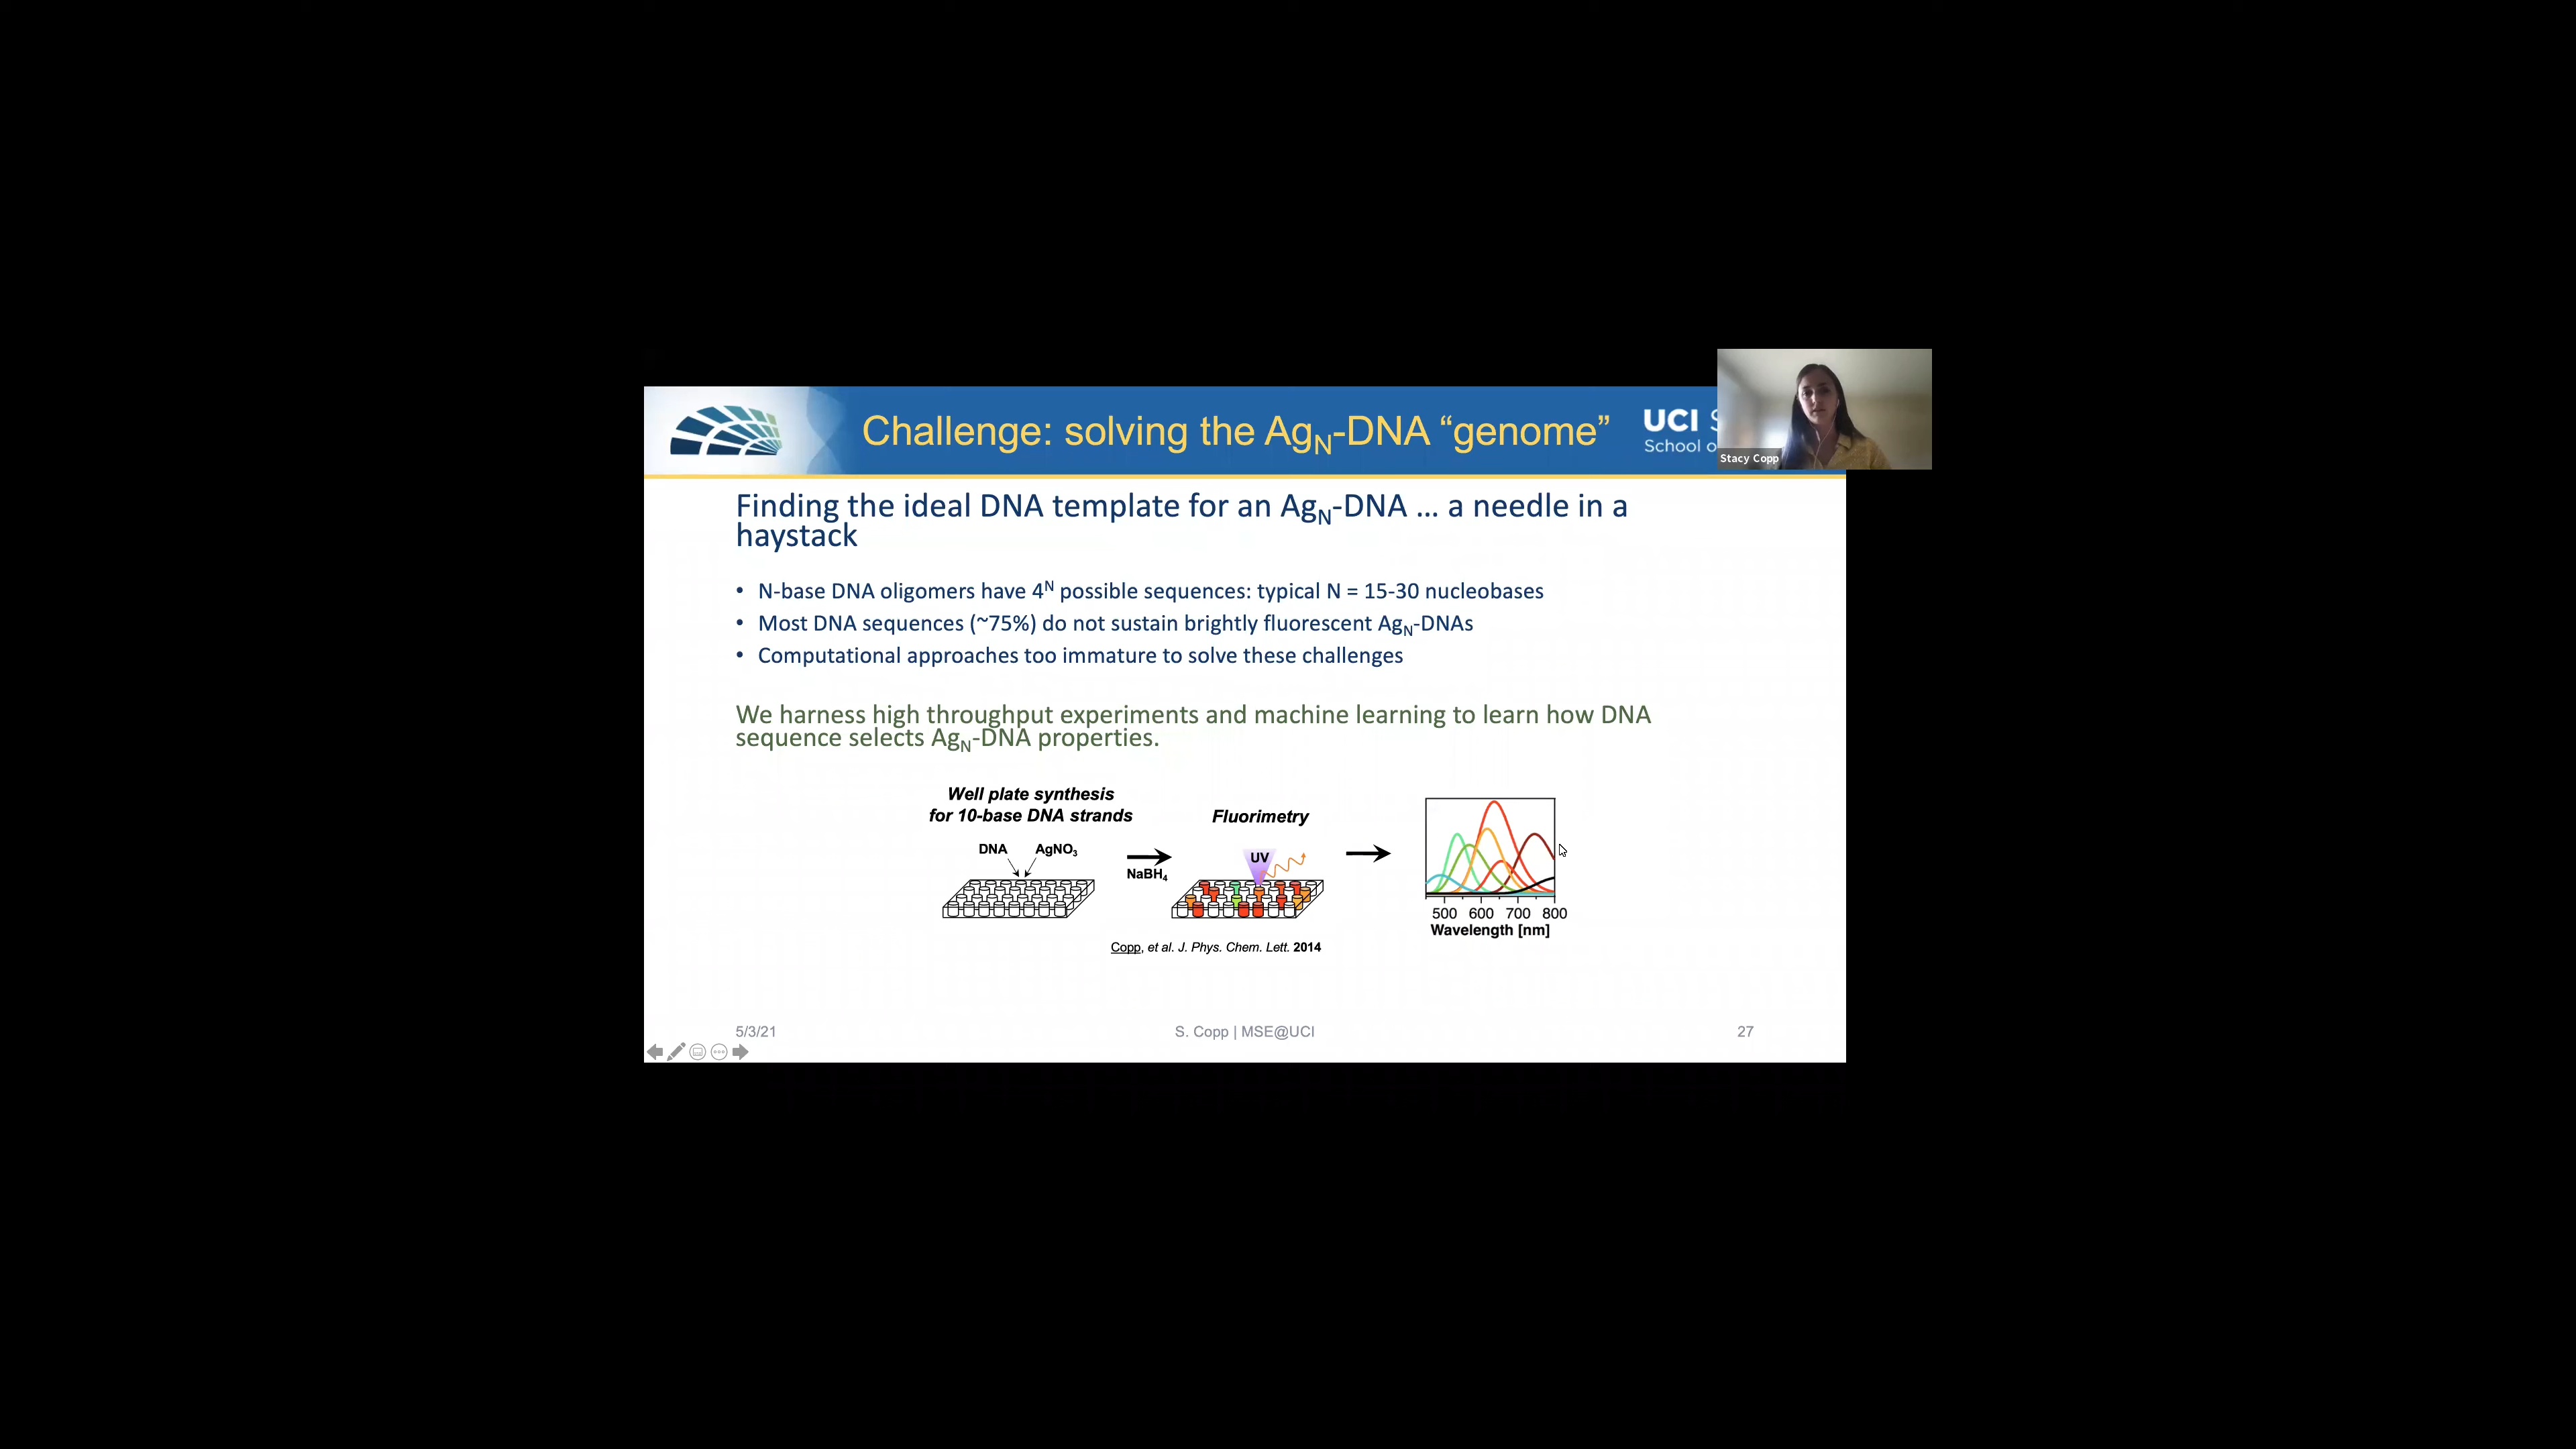 Challenge: solving the AgN-DNA “genome”
UCI S
School o
Stacy Copp
Finding the ideal DNA template for an AgN-DNA … a needle in a
haystack
• N-base DNA oligomers have 4^N possible sequences: typical N = 15-30 nucleobases
• Most DNA sequences (~75%) do not sustain brightly fluorescent AgN-DNAs
• Computational approaches too immature to solve these challenges
We harness high throughput experiments and machine learning to learn how DNA
sequence selects AgN-DNA properties.
Well plate synthesis
for 10-base DNA strands
DNA AgNO3
NaBH4
Fluorimetry
UV
500 600 700 800
Wavelength [nm]
Copp, et al. J. Phys. Chem. Lett. 2014
5/3/21
S. Copp | MSE@UCI
27